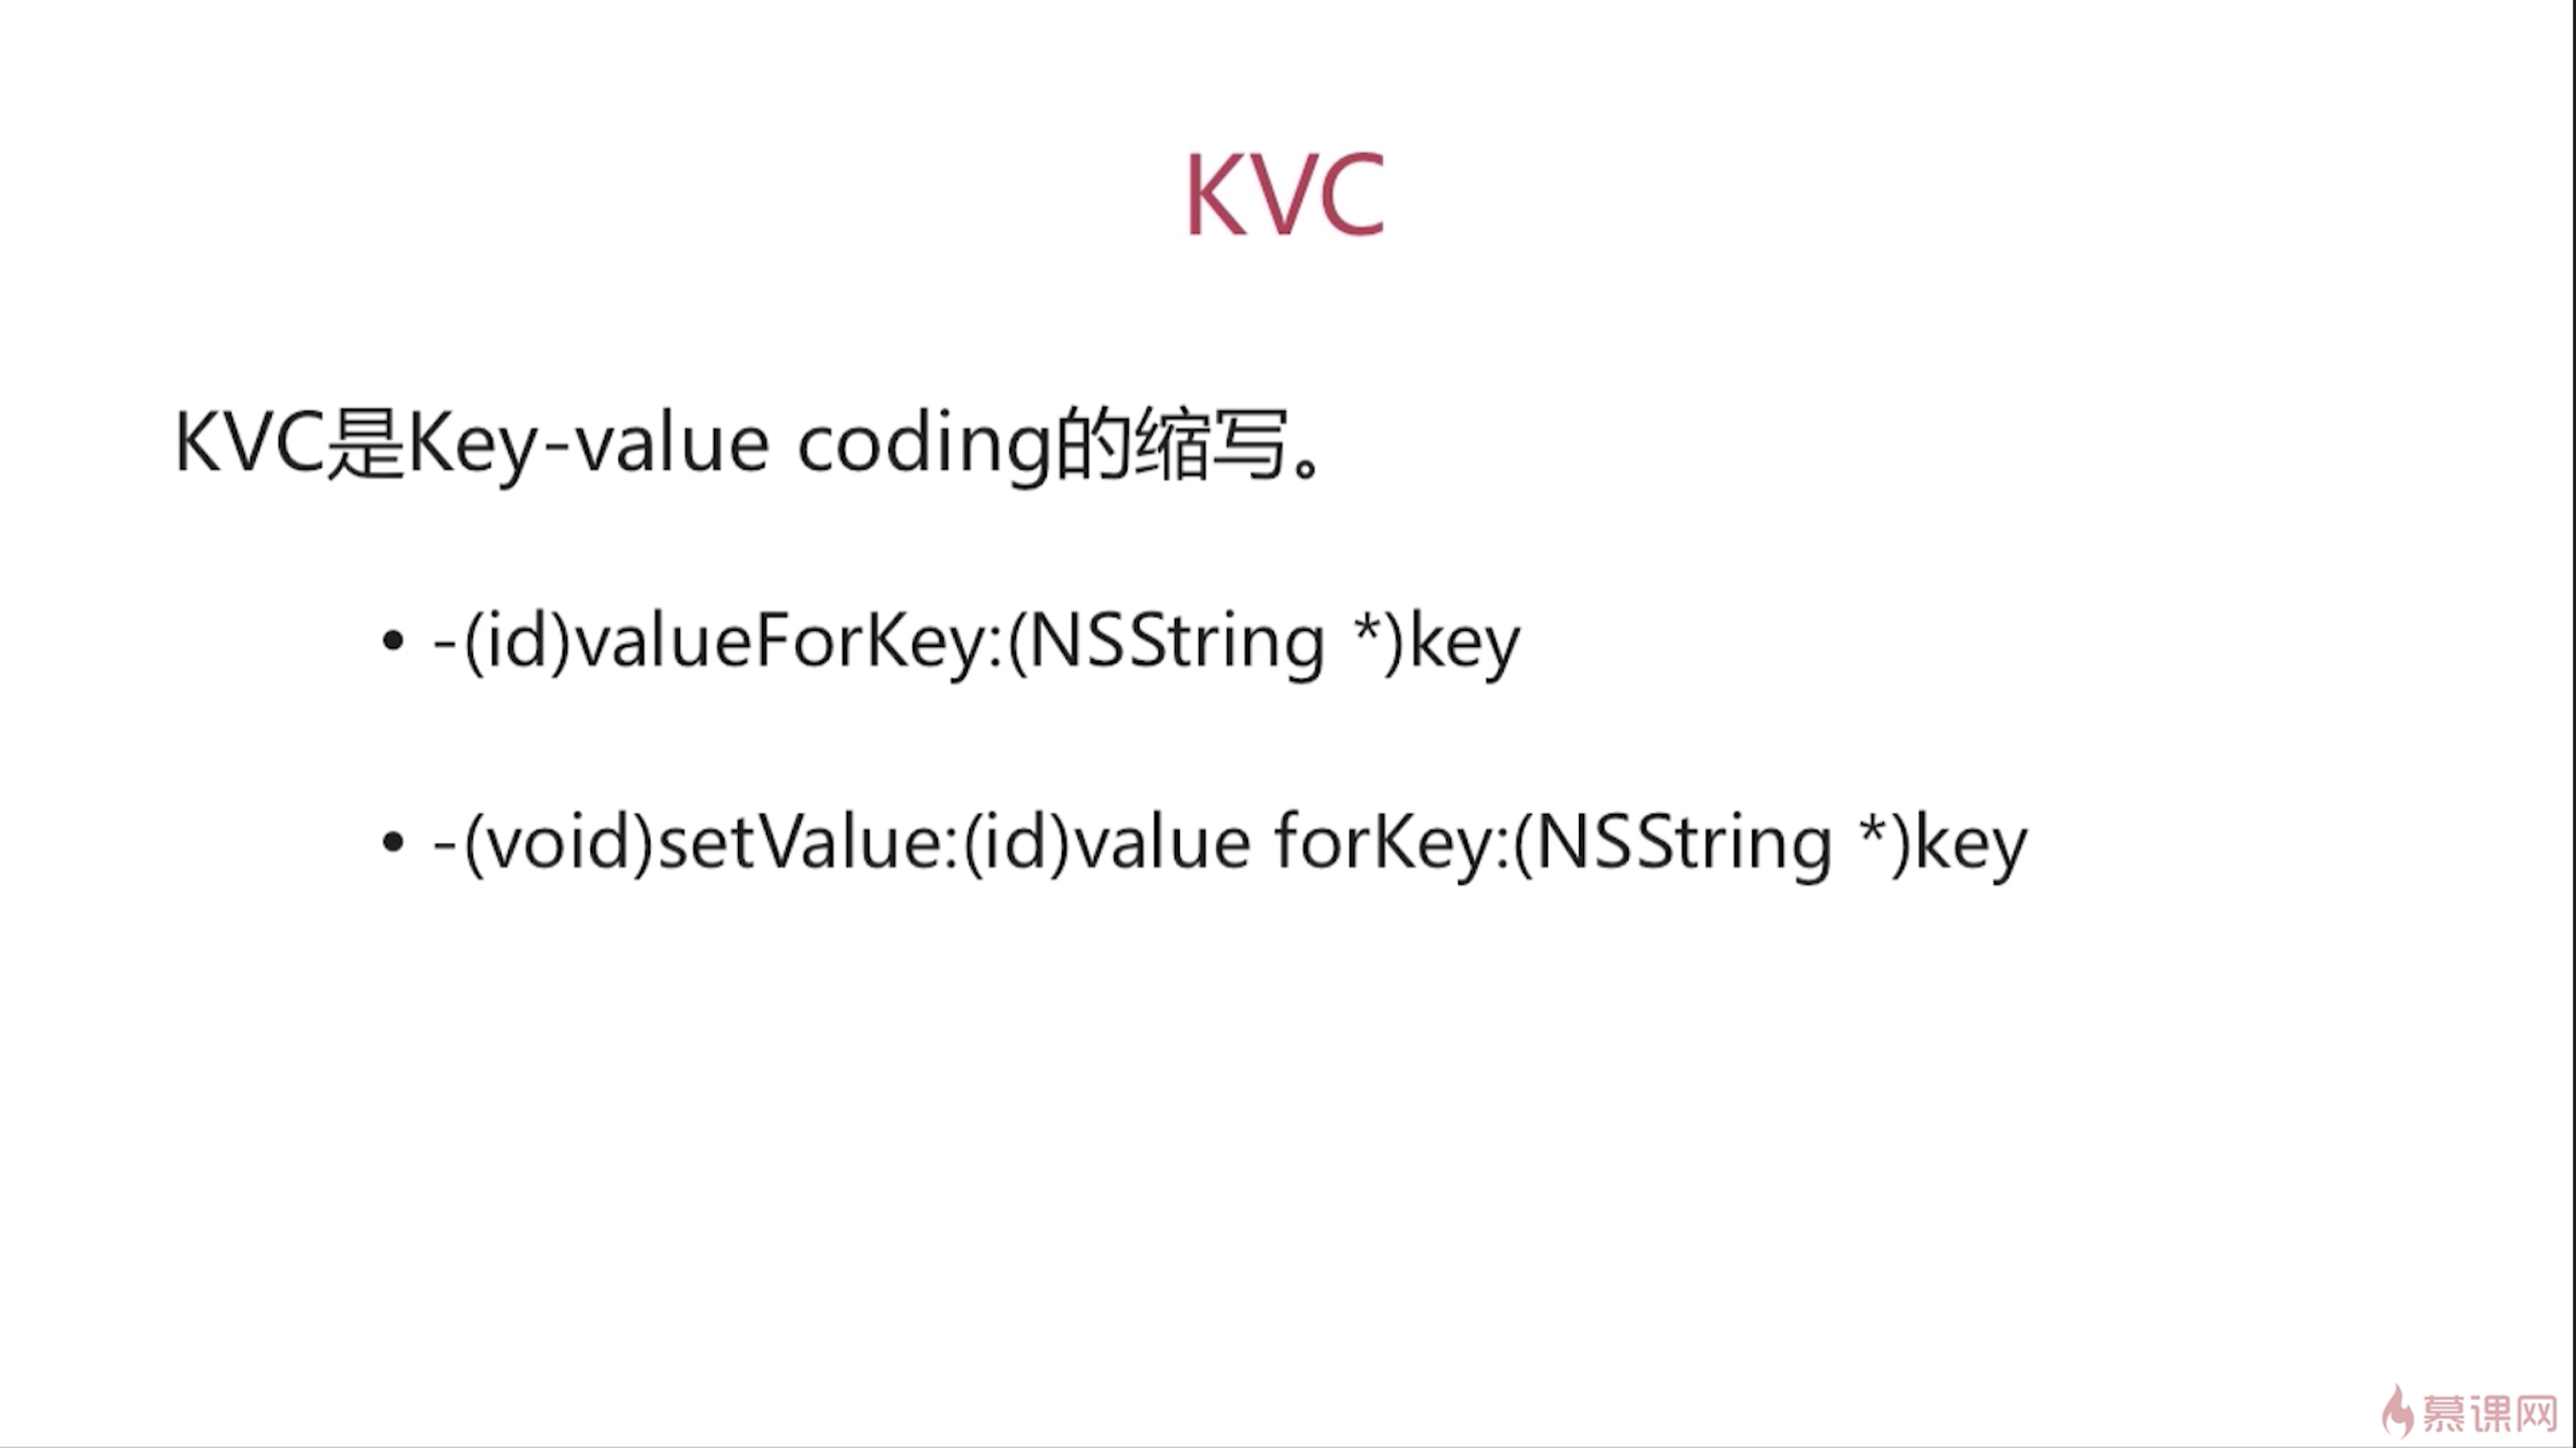 KVC
KVC是Key-value coding的缩写。
• -(id)valueForKey:(NSString *)key
• -(void)setValue:(id)value forKey:(NSString *)key
慕课网